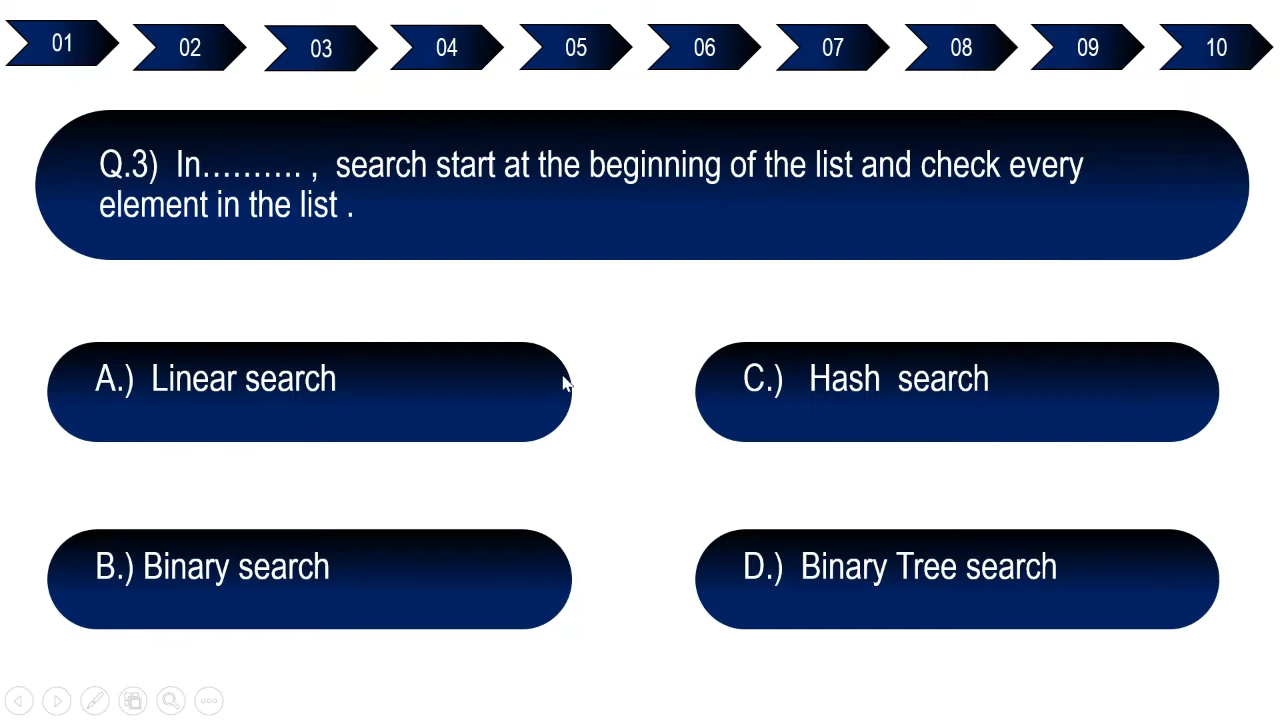 01 02 03 04 05 06 07 08 09 10
Q.3) In.......... , search start at the beginning of the list and check every
element in the list .
A.) Linear search
C.) Hash search
B.) Binary search
D.) Binary Tree search